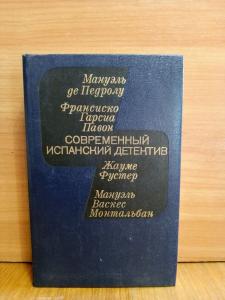 Мануэль
де Педролу
Франсиско
Гарсиа
Павон
СОВРЕМЕННЫЙ
ИСПАНСКИЙ ДЕТЕКТИВ
Жауме
Фустер
Мануэль
Васкес
Монтальбан